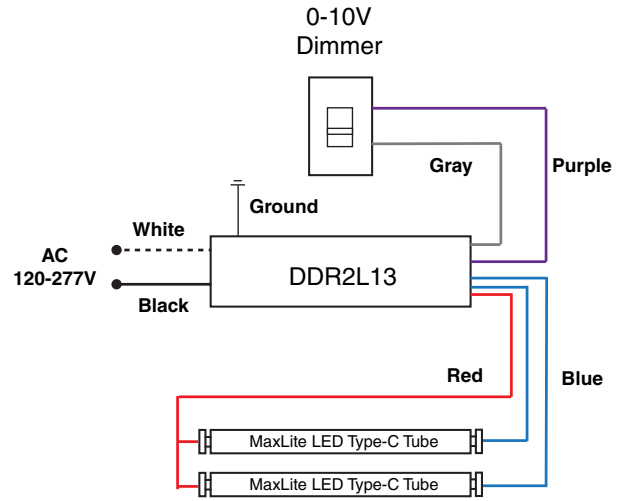 0-10V
Dimmer
Gray
Purple
Ground
White
AC
120-277V
DDR2L13
Black
Red
Blue
MaxLite LED Type-C Tube
MaxLite LED Type-C Tube